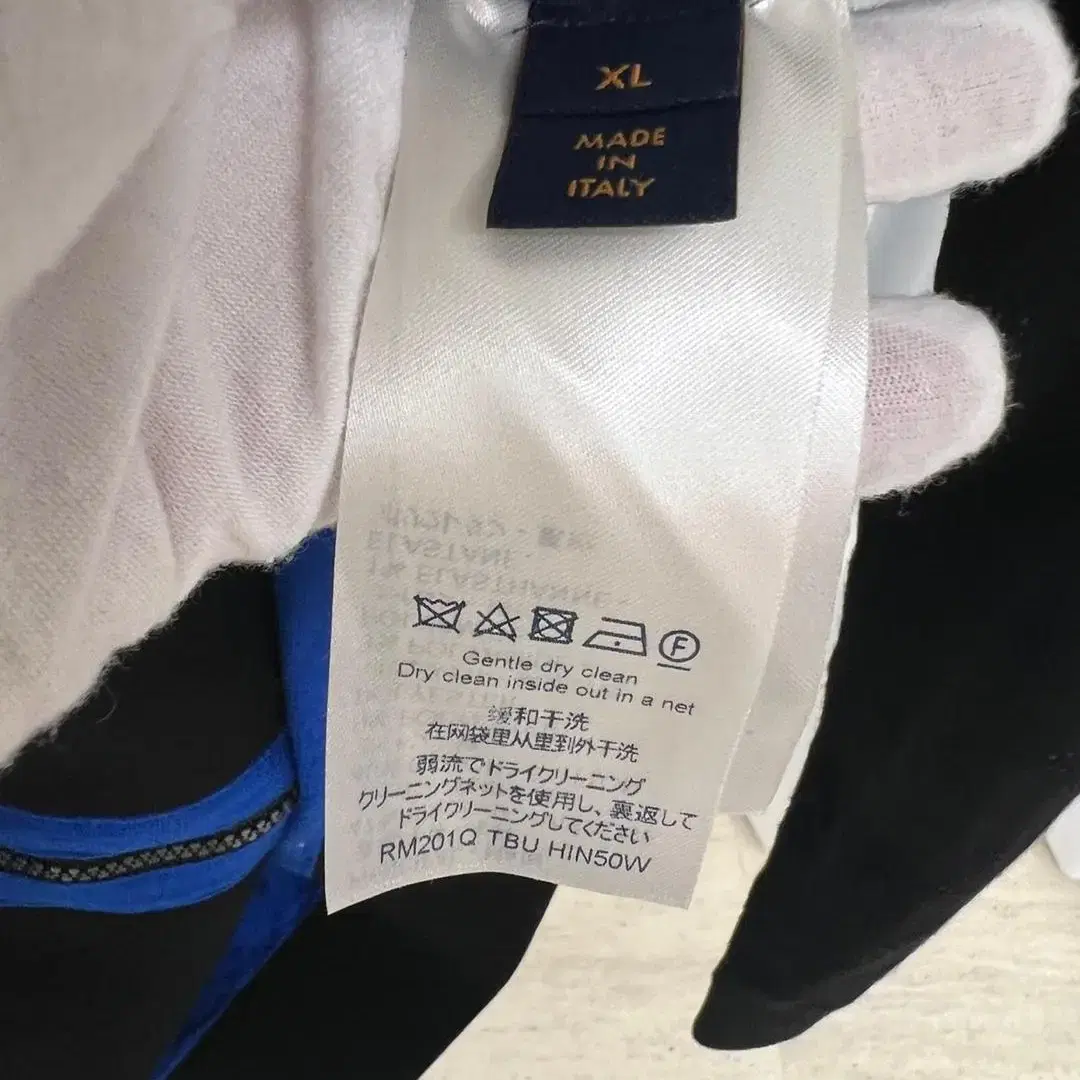 XL
MADE
IN
ITALY
ELASTANE
F
Gentle dry clean
Dry clean inside out in a net
缓和干洗
在网袋里从里到外干洗
弱流でドライクリーニング
クリーニングネットを使用し、裏返して
ドライクリーニングしてください
RM201Q TBU HIN50W